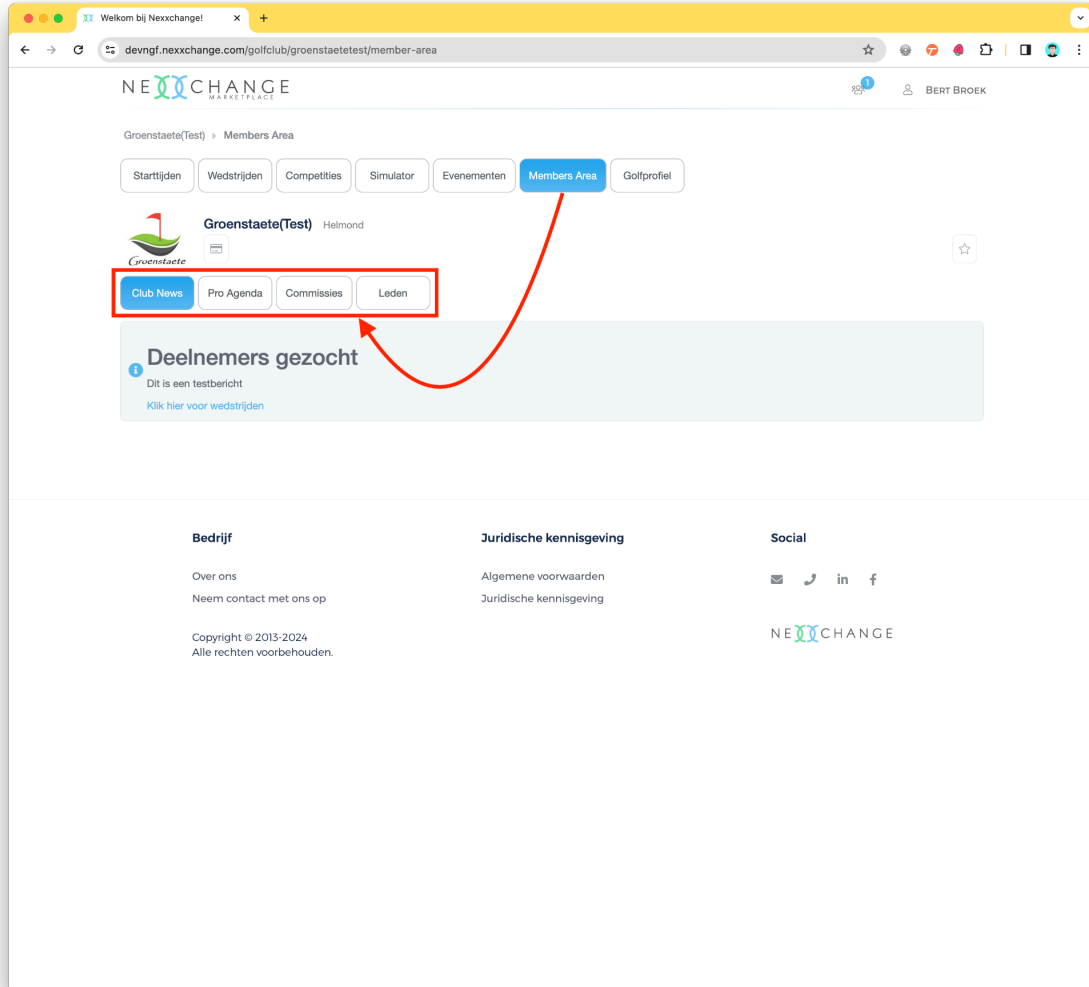 Welkom bij Nexxchange!
devngf.nexxchange.com/golfclub/groenstaetetest/member-area
NEXXCHANGE
MARKETPLACE
1
BERT BROEK
Groenstaete(Test) Members Area
Starttijden Wedstrijden Competities Simulator Evenementen Members Area Golfprofiel
Groenstaete(Test) Helmond
Groenstaete
Club News Pro Agenda Commissies Leden
Deelnemers gezocht
Dit is een testbericht
Klik hier voor wedstrijden
Bedrijf Juridische kennisgeving Social
Over ons Algemene voorwaarden
Neem contact met ons op Juridische kennisgeving
Copyright © 2013-2024
Alle rechten voorbehouden.
NEXXCHANGE